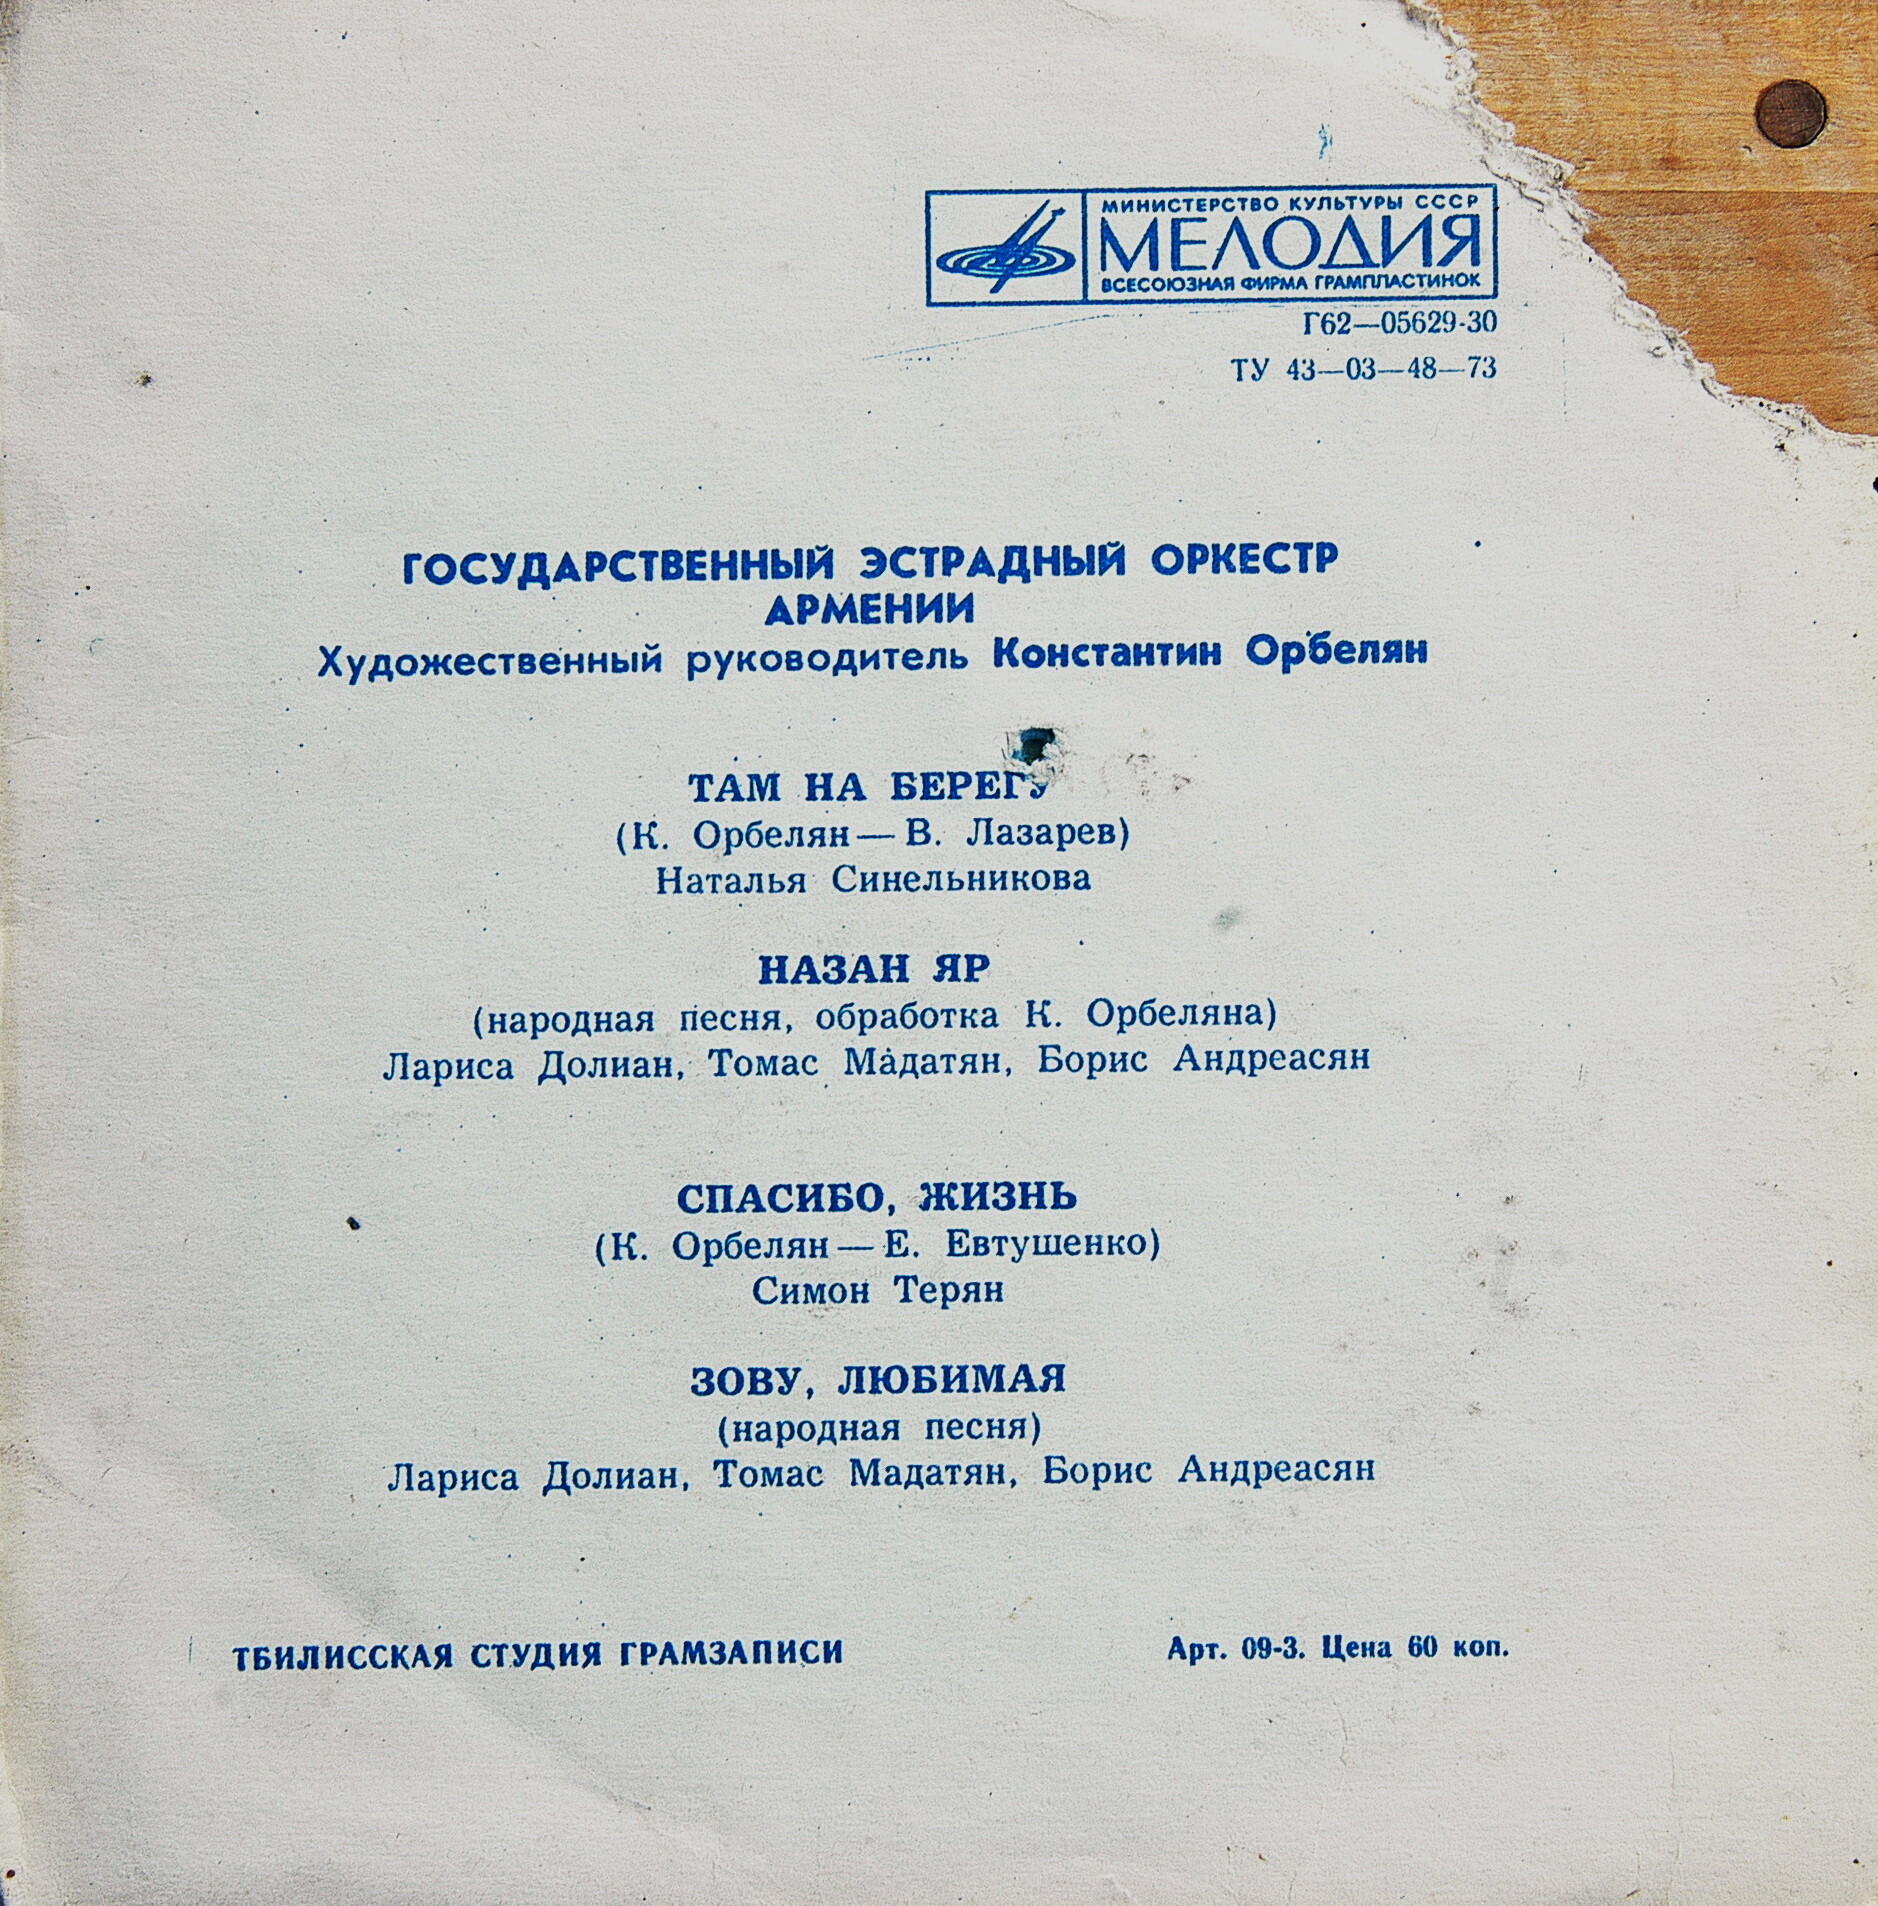 МИНИСТЕРСТВО КУЛЬТУРЫ СССР
МЕЛОДИЯ
ВСЕСОЮЗНАЯ ФИРМА ГРАМПЛАСТИНОК
Г62—05629-30
ТУ 43—03—48—73
ГОСУДАРСТВЕННЫЙ ЭСТРАДНЫЙ ОРКЕСТР
АРМЕНИИ
Художественный руководитель Константин Орбелян
ТАМ НА БЕРЕГУ
(К. Орбелян — В. Лазарев)
Наталья Синельникова
НАЗАН ЯР
(народная песня, обработка К. Орбеляна)
Лариса Долиан, Томас Мадатян, Борис Андреасян
СПАСИБО, ЖИЗНЬ
(К. Орбелян — Е. Евтушенко)
Симон Терян
ЗОВУ, ЛЮБИМАЯ
(народная песня)
Лариса Долиан, Томас Мадатян, Борис Андреасян
ТБИЛИССКАЯ СТУДИЯ ГРАМЗАПИСИ
Арт. 09-3. Цена 60 коп.